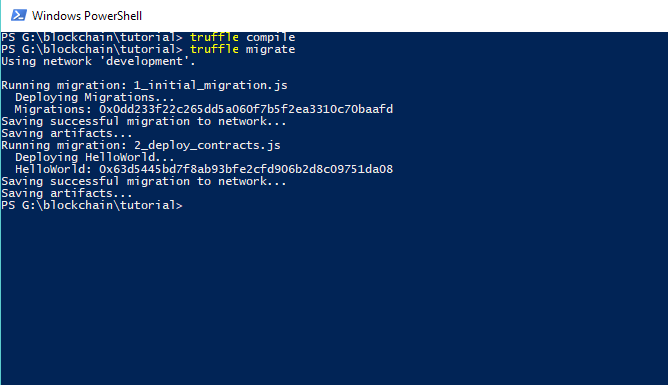 Windows PowerShell
PS G:\blockchain\tutorial> truffle compile
PS G:\blockchain\tutorial> truffle migrate
Using network 'development'.
Running migration: 1_initial_migration.js
Deploying Migrations...
Migrations: 0x0dd233f22c265dd5a060f7b5f2ea3310c70baafd
Saving successful migration to network...
Saving artifacts...
Running migration: 2_deploy_contracts.js
Deploying HelloWorld...
HelloWorld: 0x63d5445bd7f8ab93bfe2cfd906b2d8c09751da08
Saving successful migration to network...
Saving artifacts...
PS G:\blockchain\tutorial>